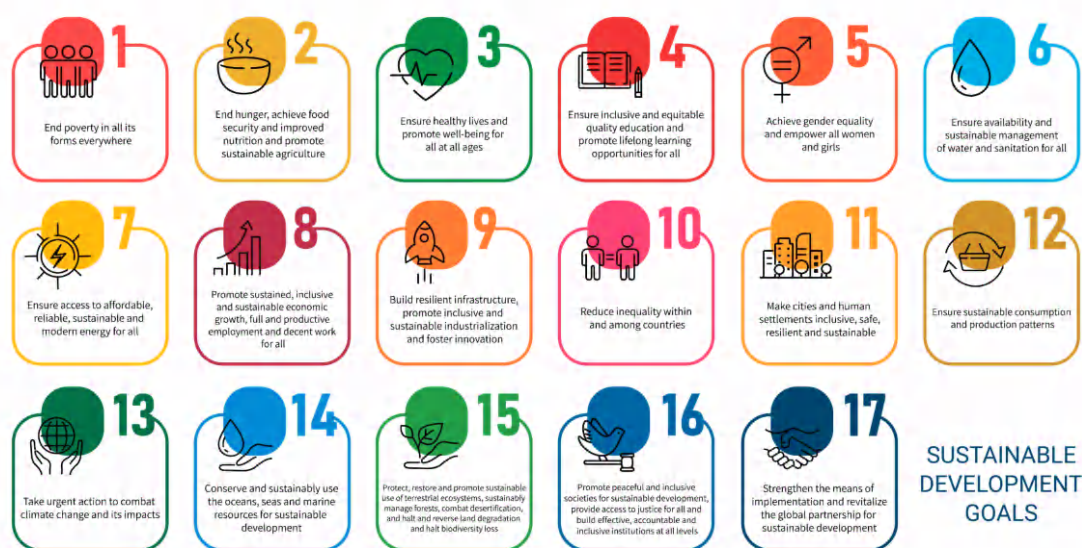 1
End poverty in all its
forms everywhere
2
End hunger, achieve food
security and improved
nutrition and promote
sustainable agriculture
3
Ensure healthy lives and
promote well-being for
all at all ages
4
Ensure inclusive and equitable
quality education and
promote lifelong learning
opportunities for all
5
Achieve gender equality
and empower all women
and girls
6
Ensure availability and
sustainable management
of water and sanitation for all
7
Ensure access to affordable,
reliable, sustainable and
modern energy for all
8
Promote sustained, inclusive
and sustainable economic
growth, full and productive
employment and decent work
for all
9
Build resilient infrastructure,
promote inclusive and
sustainable industrialization
and foster innovation
10
Reduce inequality within
and among countries
11
Make cities and human
settlements inclusive, safe,
resilient and sustainable
12
Ensure sustainable consumption
and production patterns
13
Take urgent action to combat
climate change and its impacts
14
Conserve and sustainably use
the oceans, seas and marine
resources for sustainable
development
15
Protect, restore and promote sustainable
use of terrestrial ecosystems, sustainably
manage forests, combat desertification,
and halt and reverse land degradation
and halt biodiversity loss
16
Promote peaceful and inclusive
societies for sustainable development,
provide access to justice for all and
build effective, accountable and
inclusive institutions at all levels
17
Strengthen the means of
implementation and revitalize
the global partnership for
sustainable development
SUSTAINABLE
DEVELOPMENT
GOALS